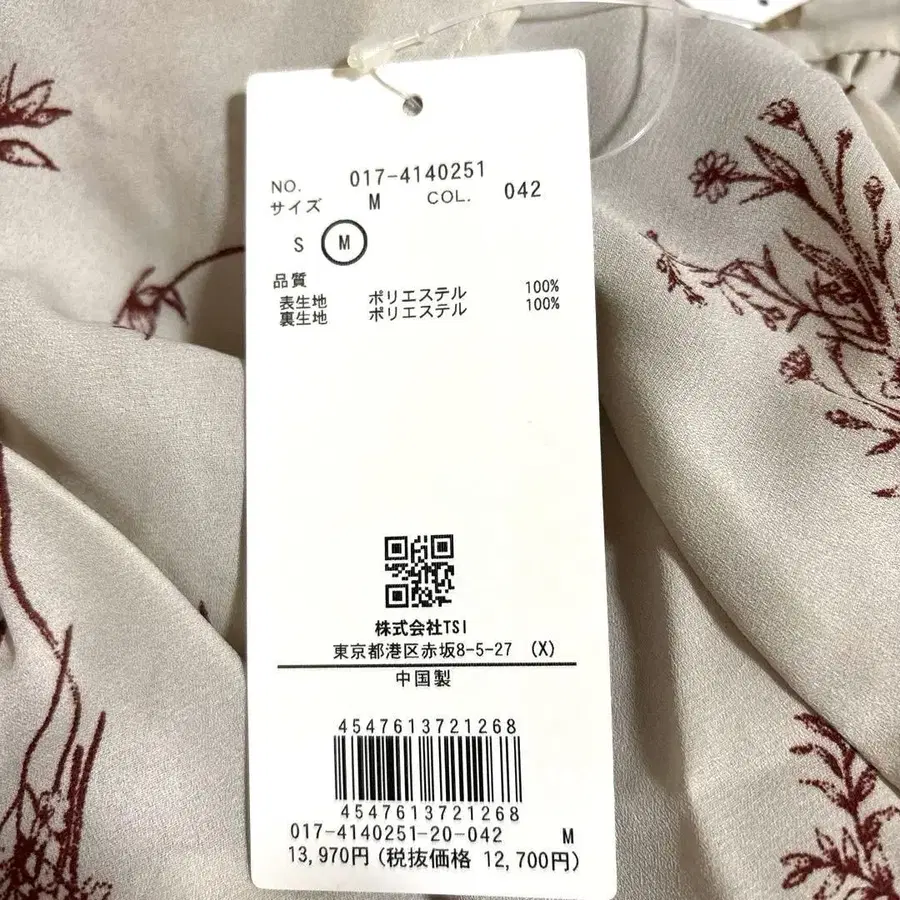 NO. 017-4140251
サイズ M COL. 042
S M
品質
表生地 ポリエステル 100%
裏生地 ポリエステル 100%
株式会社TSI
東京都港区赤坂8-5-27 (X)
中国製
4547613721268
4547613721268
017-4140251-20-042 M
13,970円(税抜価格 12,700円)